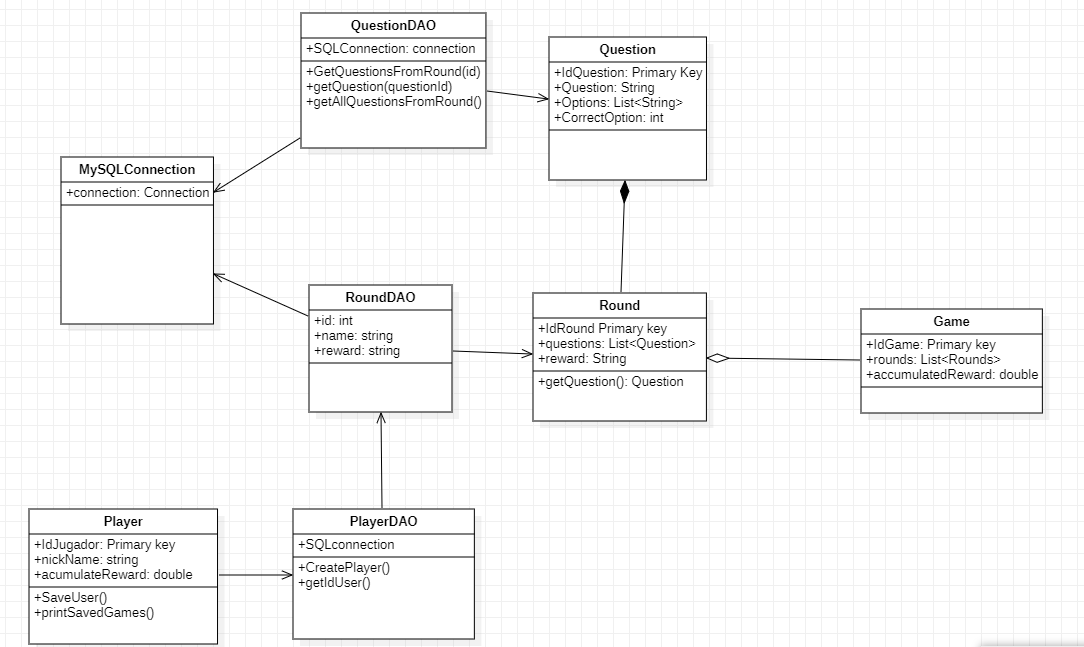 QuestionDAO
+SQLConnection: connection
+GetQuestionsFromRound(id)
+getQuestion(questionId)
+getAllQuestionsFromRound()
Question
+IdQuestion: Primary Key
+Question: String
+Options: List<String>
+CorrectOption: int
MySQLConnection
+connection: Connection
RoundDAO
+id: int
+name: string
+reward: string
Round
+IdRound Primary key
+questions: List<Question>
+reward: String
+getQuestion(): Question
Game
+IdGame: Primary key
+rounds: List<Rounds>
+accumulatedReward: double
Player
+IdJugador: Primary key
+nickName: string
+acumulateReward: double
+SaveUser()
+printSavedGames()
PlayerDAO
+SQLconnection
+CreatePlayer()
+getIdUser()